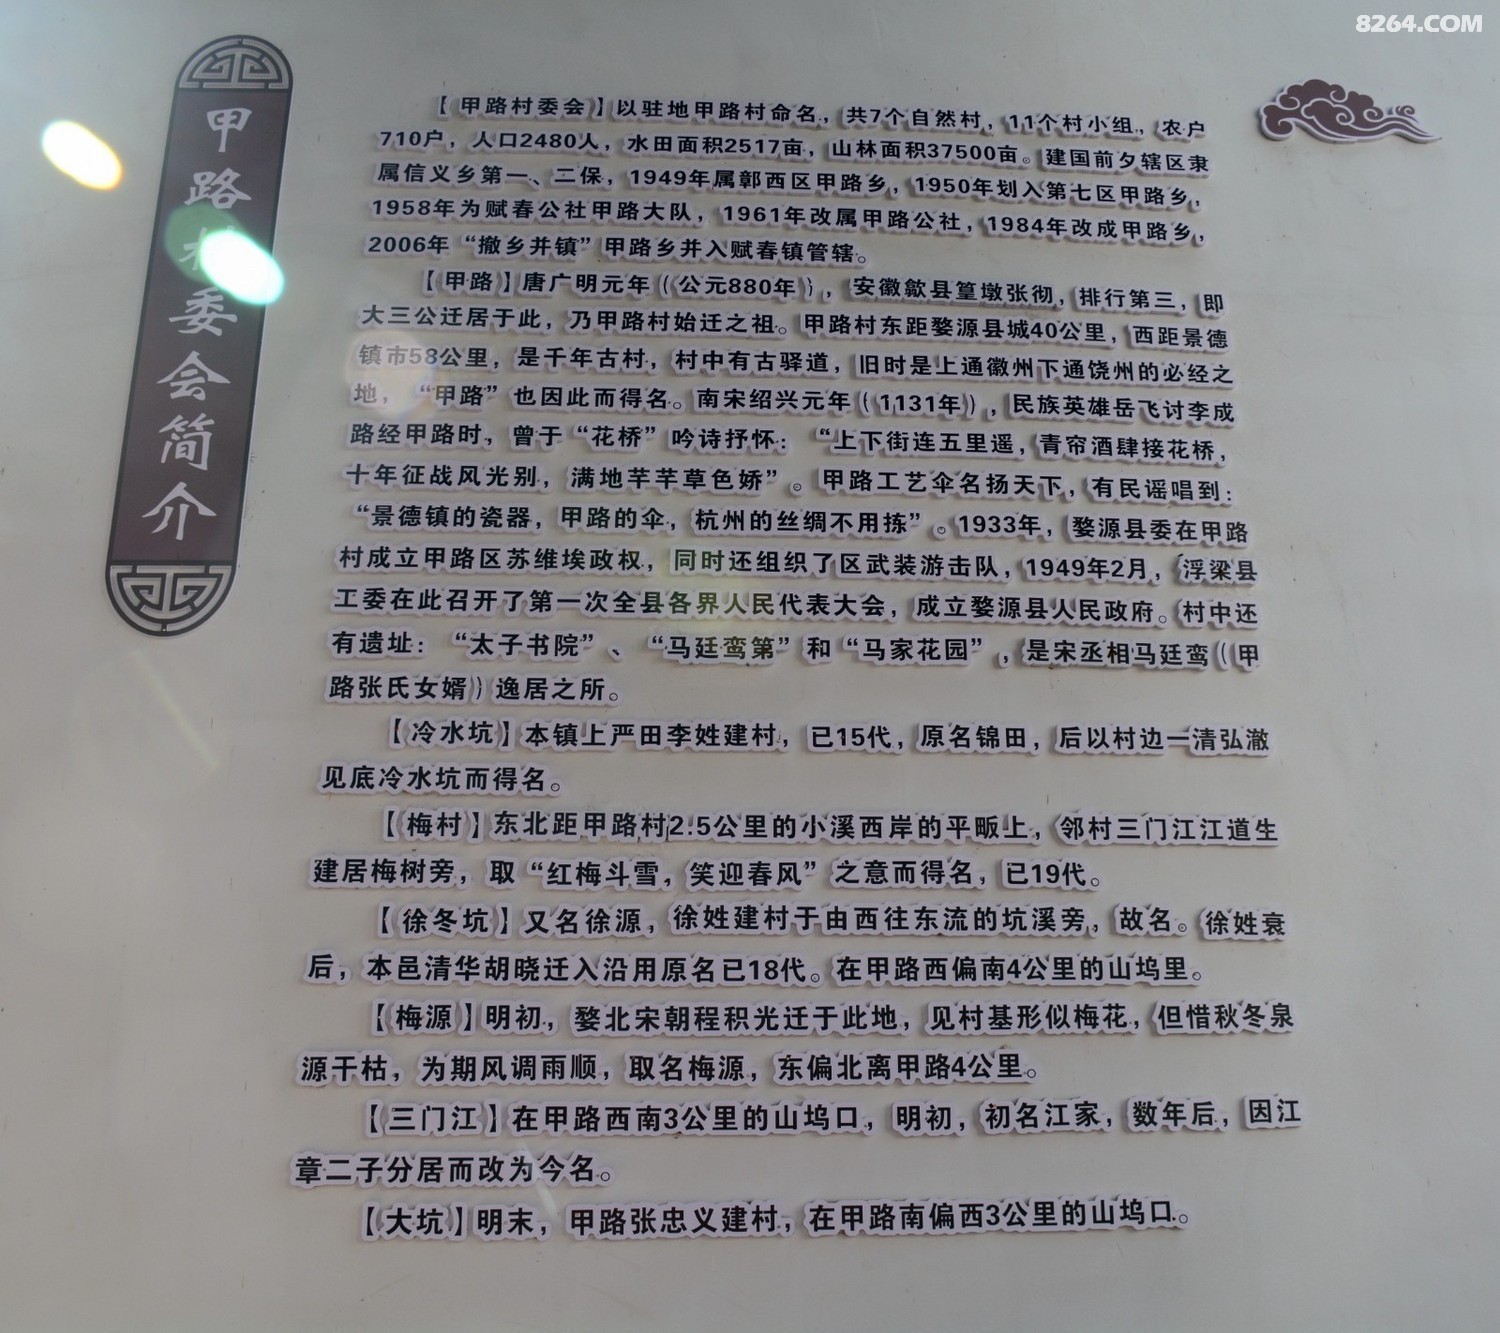 8264.COM
甲路村委会简介
【甲路村委会】以驻地甲路村命名，共7个自然村，11个村小组，农户
710户，人口2480人，水田面积2517亩，山林面积37500亩。建国前夕辖区隶
属信义乡第一、二保，1949年属鄣西区甲路乡，1950年划入第七区甲路乡，
1958年为赋春公社甲路大队，1961年改属甲路公社，1984年改成甲路乡，
2006年“撤乡并镇”甲路乡并入赋春镇管辖。
【甲路】唐广明元年（公元880年），安徽歙县篁墩张彻，排行第三，即
大三公迁居于此，乃甲路村始迁之祖。甲路村东距婺源县城40公里，西距景德
镇市58公里，是千年古村，村中有古驿道，旧时是上通徽州下通饶州的必经之
地，“甲路”也因此而得名。南宋绍兴元年（1131年），民族英雄岳飞讨李成
路经甲路时，曾于“花桥”吟诗抒怀：“上下街连五里遥，青帘酒肆接花桥，
十年征战风光别，满地芊芊草色娇”。甲路工艺伞名扬天下，有民谣唱到：
“景德镇的瓷器，甲路的伞，杭州的丝绸不用拣”。1933年，婺源县委在甲路
村成立甲路区苏维埃政权，同时还组织了区武装游击队，1949年2月，浮梁县
工委在此召开了第一次全县各界人民代表大会，成立婺源县人民政府。村中还
有遗址：“太子书院”、“马廷鸾第”和“马家花园”，是宋丞相马廷鸾（甲
路张氏女婿）逸居之所。
【冷水坑】本镇上严田李姓建村，已15代，原名锦田，后以村边一清弘澈
见底冷水坑而得名。
【梅村】东北距甲路村2.5公里的小溪西岸的平畈上，邻村三门江江道生
建居梅树旁，取“红梅斗雪，笑迎春风”之意而得名，已19代。
【徐冬坑】又名徐源，徐姓建村于由西往东流的坑溪旁，故名。徐姓衰
后，本邑清华胡晓迁入沿用原名已18代。在甲路西偏南4公里的山坞里。
【梅源】明初，婺北宋朝程积光迁于此地，见村基形似梅花，但惜秋冬泉
源干枯，为期风调雨顺，取名梅源，东偏北离甲路4公里。
【三门江】在甲路西南3公里的山坞口，明初，初名江家，数年后，因江
章二子分居而改为今名。
【大坑】明末，甲路张忠义建村，在甲路南偏西3公里的山坞口。